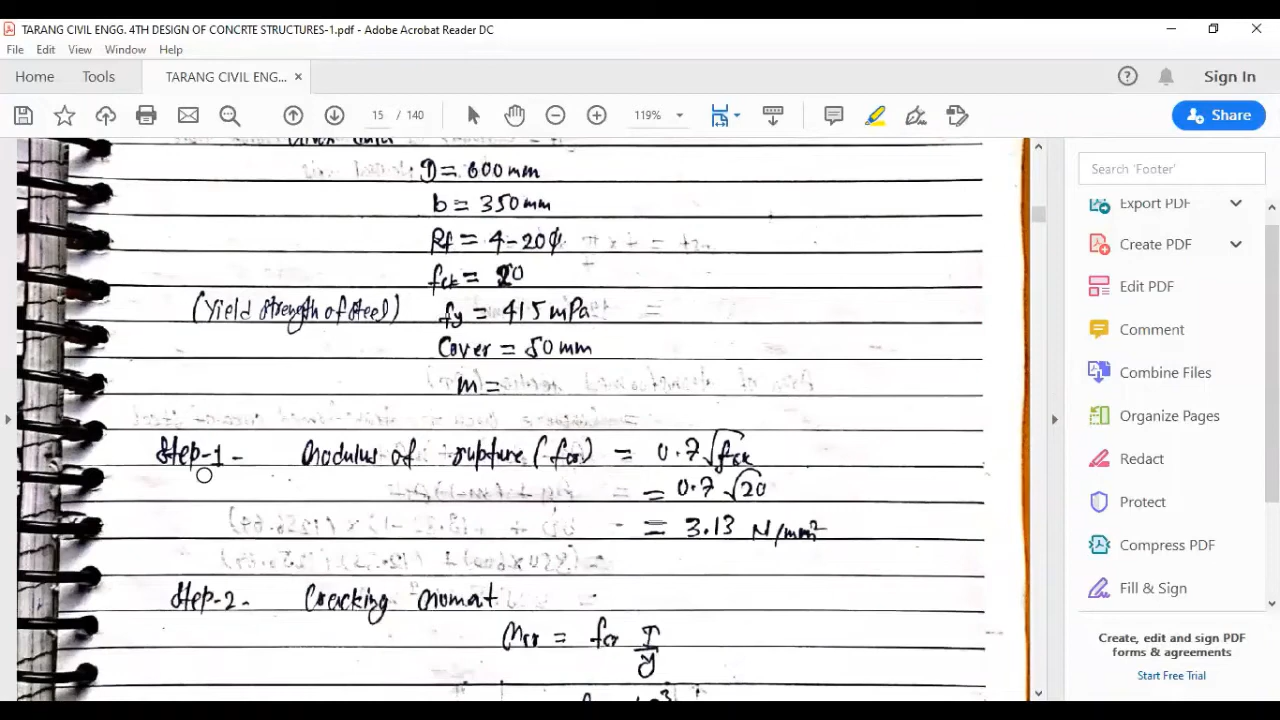 TARANG CIVIL ENGG. 4TH DESIGN OF CONCRTE STRUCTURES-1.pdf - Adobe Acrobat Reader DC
File Edit View Window Help
Home Tools TARANG CIVIL ENG... × Sign In
15 / 140 119% Share
D = 600mm
b = 350mm
Rf = 4-20φ
fck = 20
(Yield strength of steel) fy = 415 mPa
Cover = 50 mm
m =
Step-1 - Modulus of rupture (fcr) = 0.7√fck
= 0.7 √20
= 3.13 N/mm²
Step-2 - Cracking Momat
Mcr = fcr I/y
Search 'Footer'
Export PDF
Create PDF
Edit PDF
Comment
Combine Files
Organize Pages
Redact
Protect
Compress PDF
Fill & Sign
Create, edit and sign PDF
forms & agreements
Start Free Trial